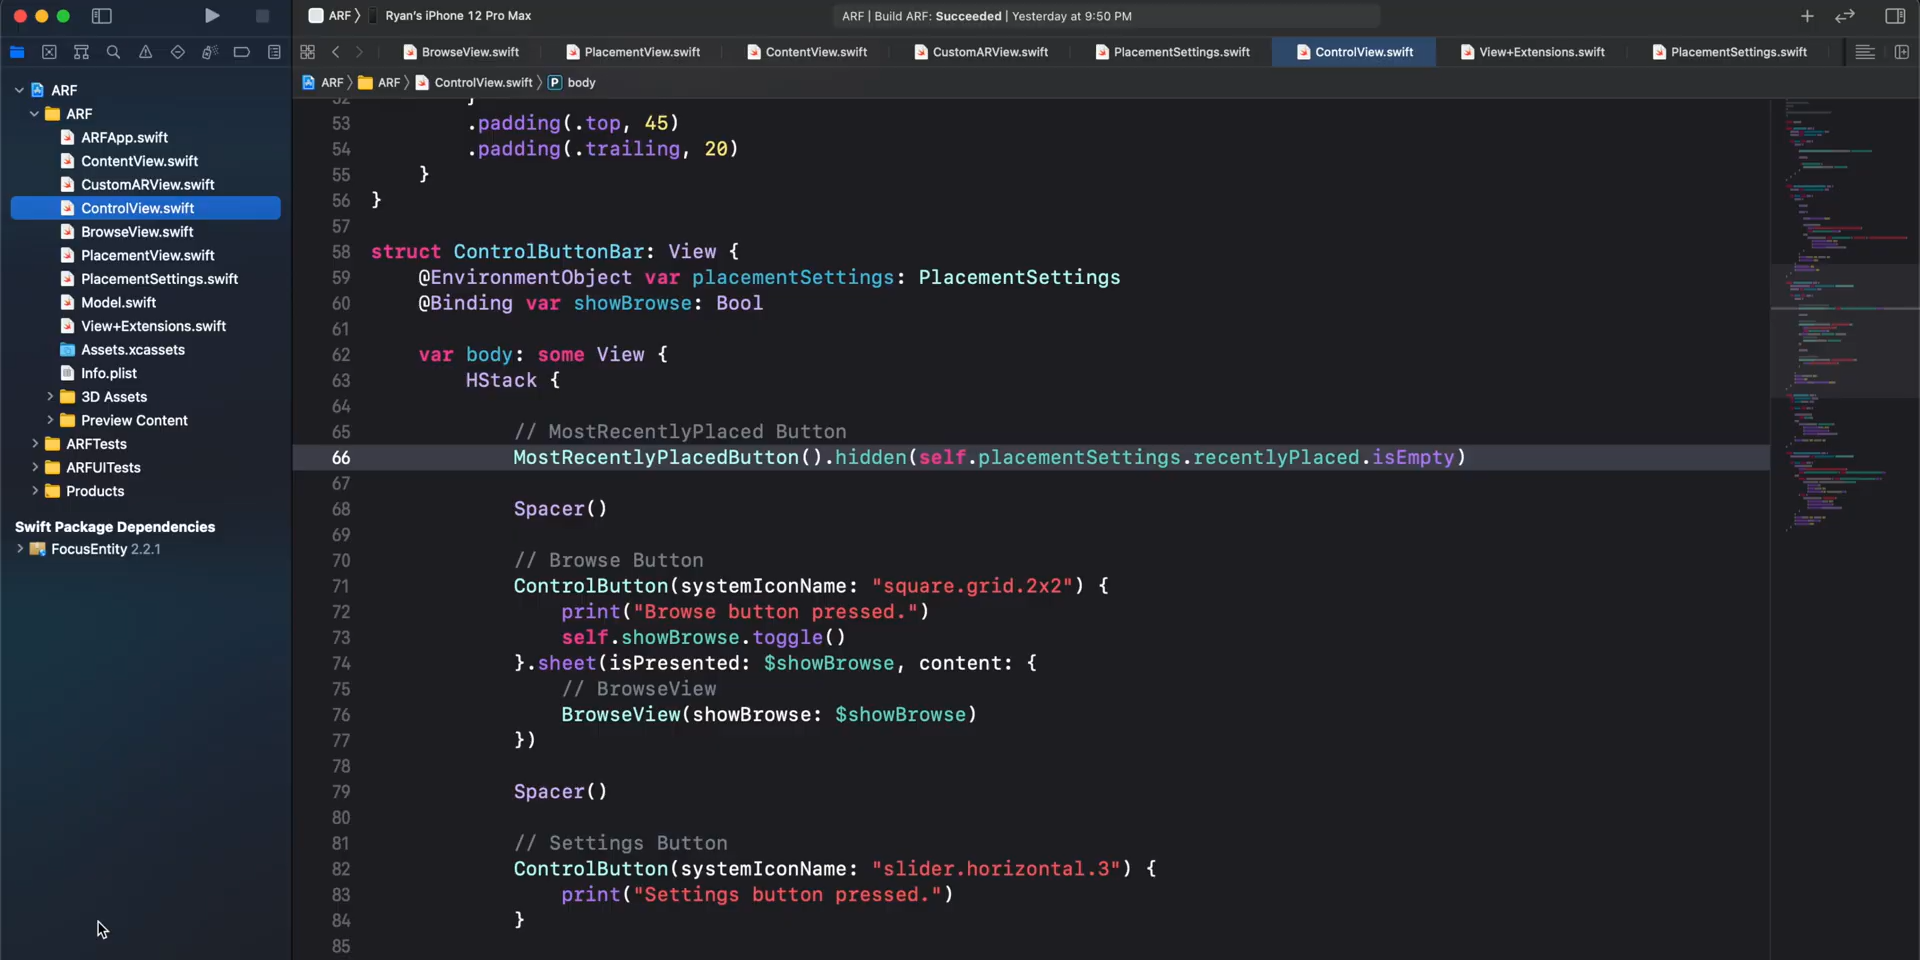 ARF
Ryan's iPhone 12 Pro Max
ARF | Build ARF: Succeeded | Yesterday at 9:50 PM
BrowseView.swift
PlacementView.swift
ContentView.swift
CustomARView.swift
PlacementSettings.swift
ControlView.swift
View+Extensions.swift
PlacementSettings.swift
ARF
ARF
ControlView.swift
P
body
ARF
ARF
ARFApp.swift
ContentView.swift
CustomARView.swift
ControlView.swift
BrowseView.swift
PlacementView.swift
PlacementSettings.swift
Model.swift
View+Extensions.swift
Assets.xcassets
Info.plist
3D Assets
Preview Content
ARFTests
ARFUITests
Products
Swift Package Dependencies
FocusEntity 2.2.1
52 }
53 .padding(.top, 45)
54 .padding(.trailing, 20)
55 }
56 }
57
58 struct ControlButtonBar: View {
59 @EnvironmentObject var placementSettings: PlacementSettings
60 @Binding var showBrowse: Bool
61
62 var body: some View {
63 HStack {
64
65 // MostRecentlyPlaced Button
66 MostRecentlyPlacedButton().hidden(self.placementSettings.recentlyPlaced.isEmpty)
67
68 Spacer()
69
70 // Browse Button
71 ControlButton(systemIconName: "square.grid.2x2") {
72 print("Browse button pressed.")
73 self.showBrowse.toggle()
74 }.sheet(isPresented: $showBrowse, content: {
75 // BrowseView
76 BrowseView(showBrowse: $showBrowse)
77 })
78
79 Spacer()
80
81 // Settings Button
82 ControlButton(systemIconName: "slider.horizontal.3") {
83 print("Settings button pressed.")
84 }
85